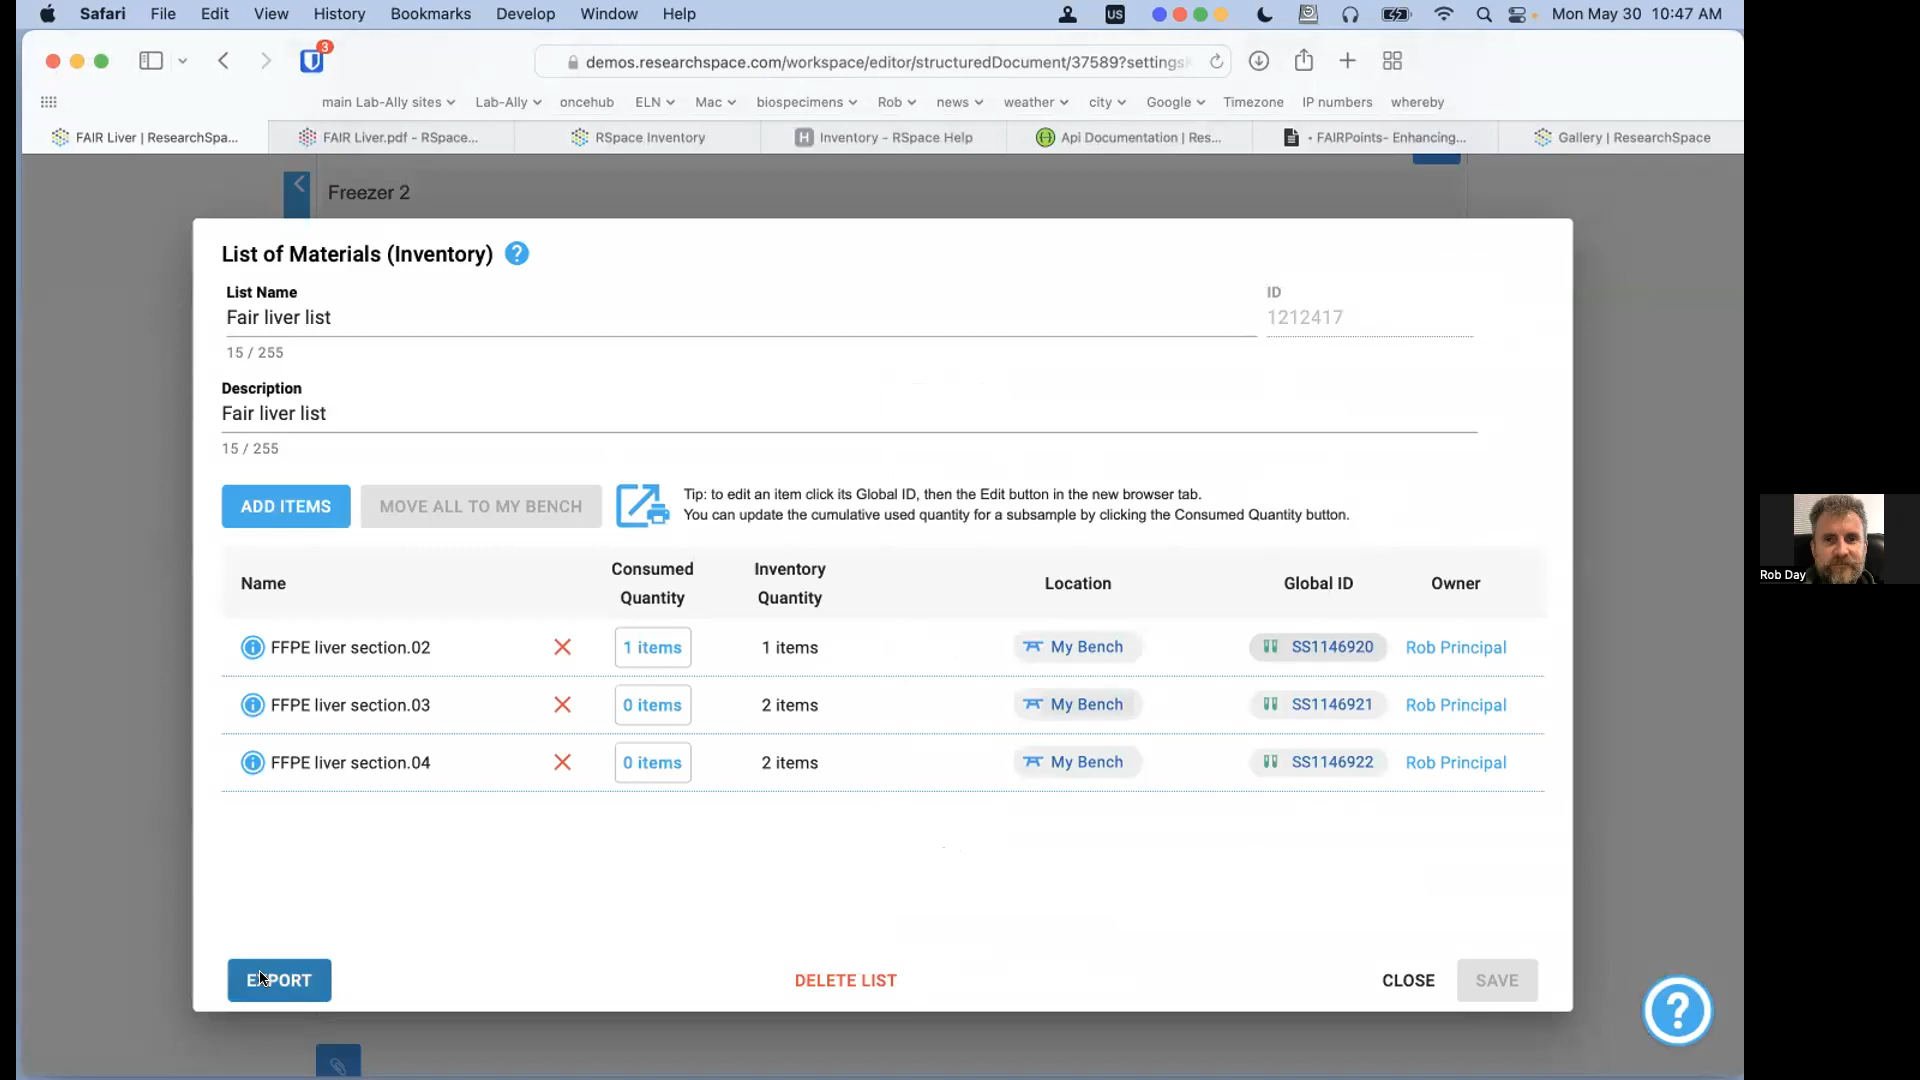 Safari File Edit View History Bookmarks Develop Window Help US Mon May 30 10:47 AM
3 demos.researchspace.com/workspace/editor/structuredDocument/37589?settings
main Lab-Ally sites Lab-Ally oncehub ELN Mac biospecimens Rob news weather city Google Timezone IP numbers whereby
FAIR Liver | ResearchSpa... FAIR Liver.pdf - RSpace... RSpace Inventory H Inventory - RSpace Help Api Documentation | Res... • FAIRPoints- Enhancing... Gallery | ResearchSpace
Freezer 2
List of Materials (Inventory) ?
List Name ID
Fair liver list 1212417
15 / 255
Description
Fair liver list
15 / 255
ADD ITEMS MOVE ALL TO MY BENCH Tip: to edit an item click its Global ID, then the Edit button in the new browser tab.
You can update the cumulative used quantity for a subsample by clicking the Consumed Quantity button.
Name Consumed Quantity Inventory Quantity Location Global ID Owner
FFPE liver section.02 1 items 1 items My Bench SS1146920 Rob Principal
FFPE liver section.03 0 items 2 items My Bench SS1146921 Rob Principal
FFPE liver section.04 0 items 2 items My Bench SS1146922 Rob Principal
EXPORT DELETE LIST CLOSE SAVE
?
Rob Day